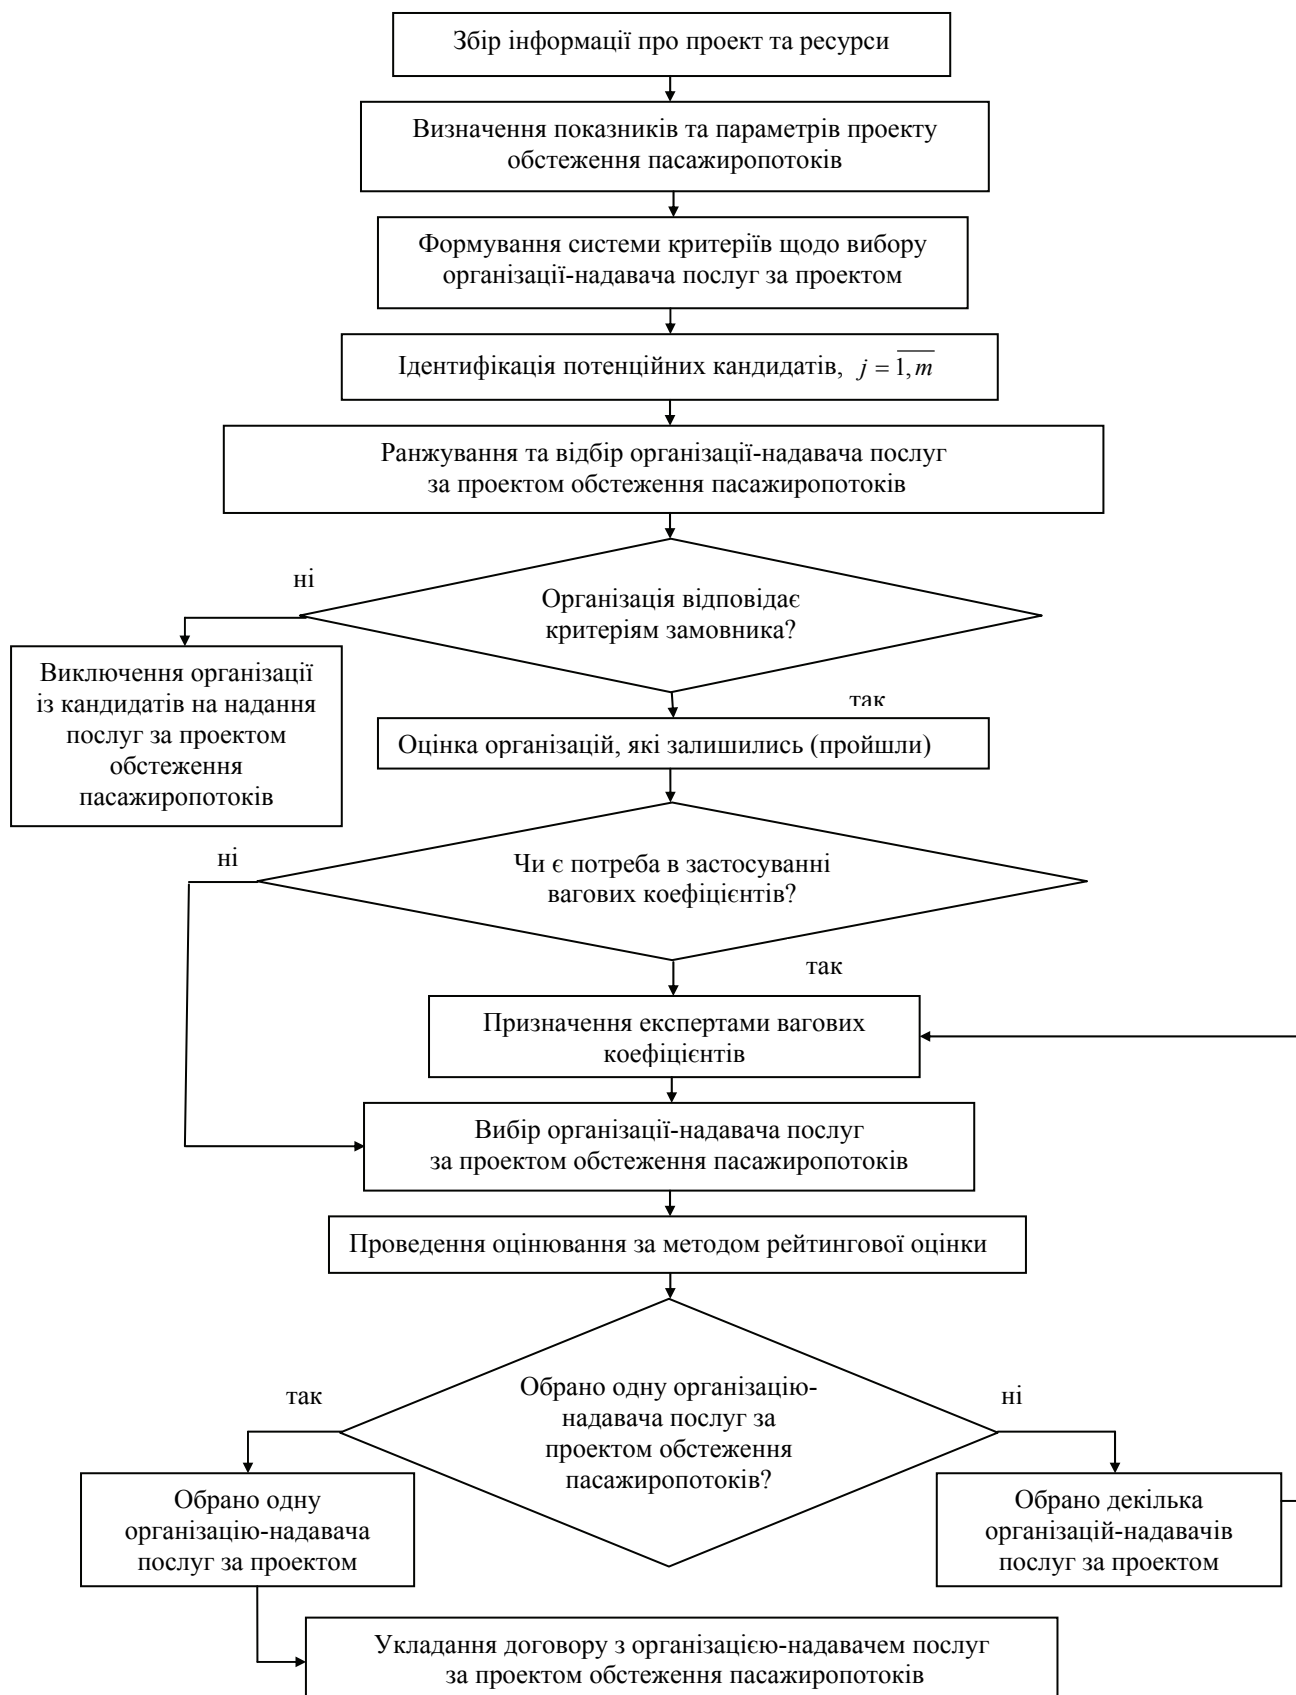 Збір інформації про проект та ресурси
Визначення показників та параметрів проекту
обстеження пасажиропотоків
Формування системи критеріїв щодо вибору
організації-надавача послуг за проектом
Ідентифікація потенційних кандидатів, j = 1, m
Ранжування та відбір організації-надавача послуг
за проектом обстеження пасажиропотоків
ні
Організація відповідає
критеріям замовника?
Виключення організації
із кандидатів на надання
послуг за проектом
обстеження
пасажиропотоків
так
Оцінка організацій, які залишились (пройшли)
ні
Чи є потреба в застосуванні
вагових коефіцієнтів?
так
Призначення експертами вагових
коефіцієнтів
Вибір організації-надавача послуг
за проектом обстеження пасажиропотоків
Проведення оцінювання за методом рейтингової оцінки
так
Обрано одну організацію-
надавача послуг за
проектом обстеження
пасажиропотоків?
ні
Обрано одну
організацію-надавача
послуг за проектом
Обрано декілька
організацій-надавачів
послуг за проектом
Укладання договору з організацією-надавачем послуг
за проектом обстеження пасажиропотоків